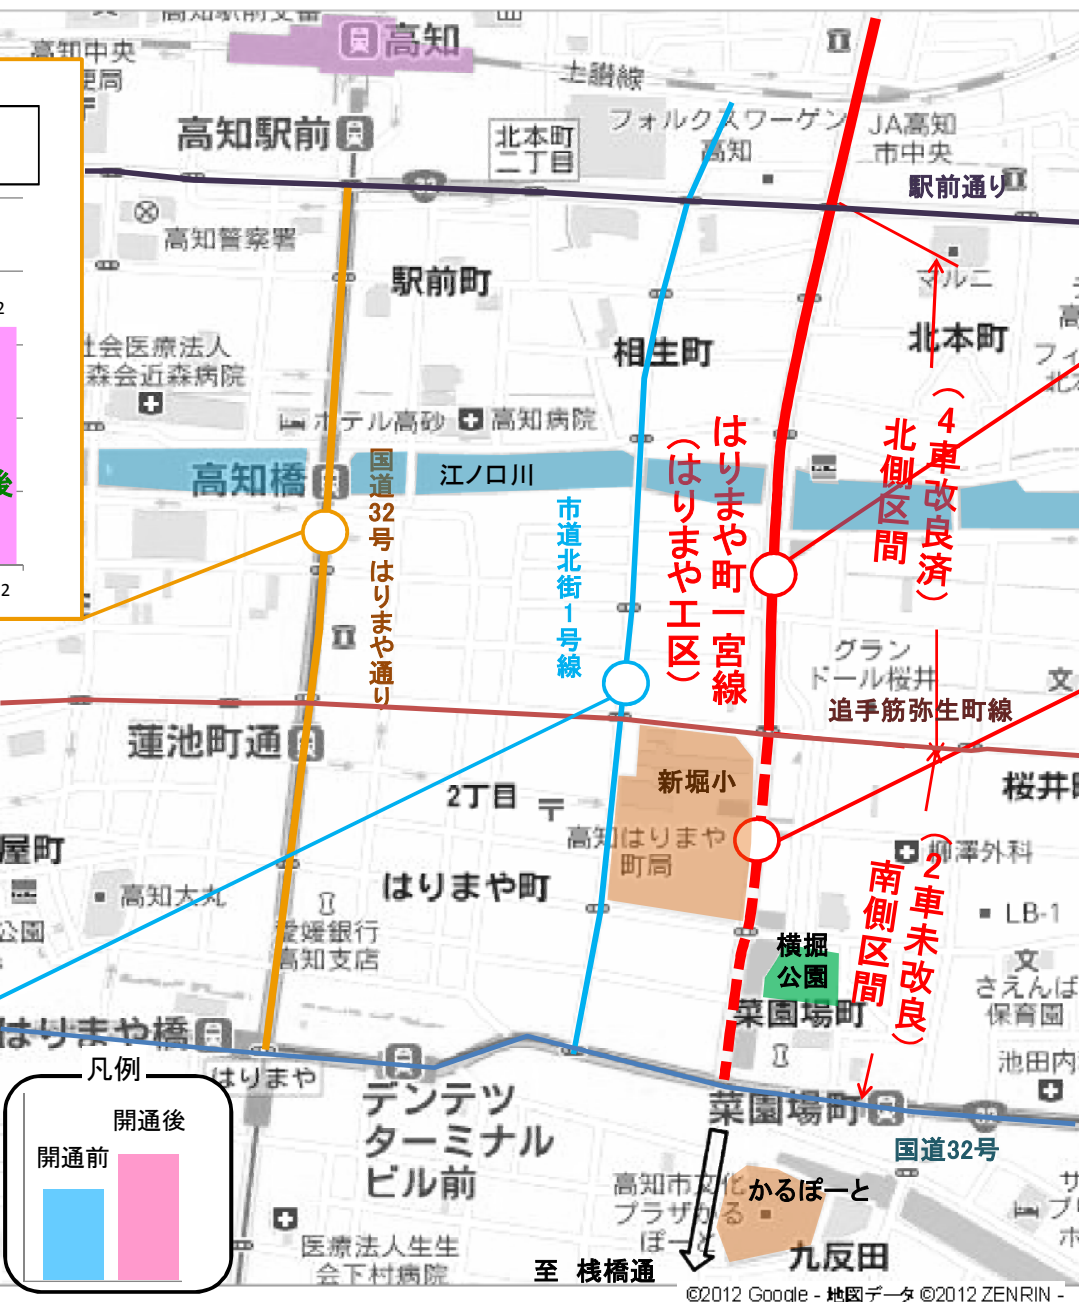 高知駅前交番
高知
高知中央
便局
土讃線
高知駅前
北本町
二丁目
フォルクスワーゲン
高知
JA高知
市中央
駅前通り
高知警察署
駅前町
マルニ
相生町
北本町
社会医療法人
森会近森病院
ホテル高砂
高知病院
高知橋
江ノ口川
国道32号 はりまや通り
市道北街1号線
はりまや町一宮線
(はりまや工区)
北側区間
(4車改良済)
後
2
2
グラン
ドール桜井
文
追手筋弥生町線
蓮池町通
新堀小
2丁目
桜井町
高知はりまや
町局
柳澤外科
屋町
はりまや町
高知大丸
公園
愛媛銀行
高知支店
LB-1
文
南側区間
(2車未改良)
横堀
公園
さえんば
保育園
菜園場町
はりまや橋
はりまや
池田内
デンテツ
ターミナル
ビル前
菜園場町
国道32号
凡例
開通前
開通後
高知市文化
プラザかる
ぽーと
かるぽーと
九反田
医療法人生生
会下村病院
至 桟橋通
©2012 Google - 地図データ ©2012 ZENRIN -